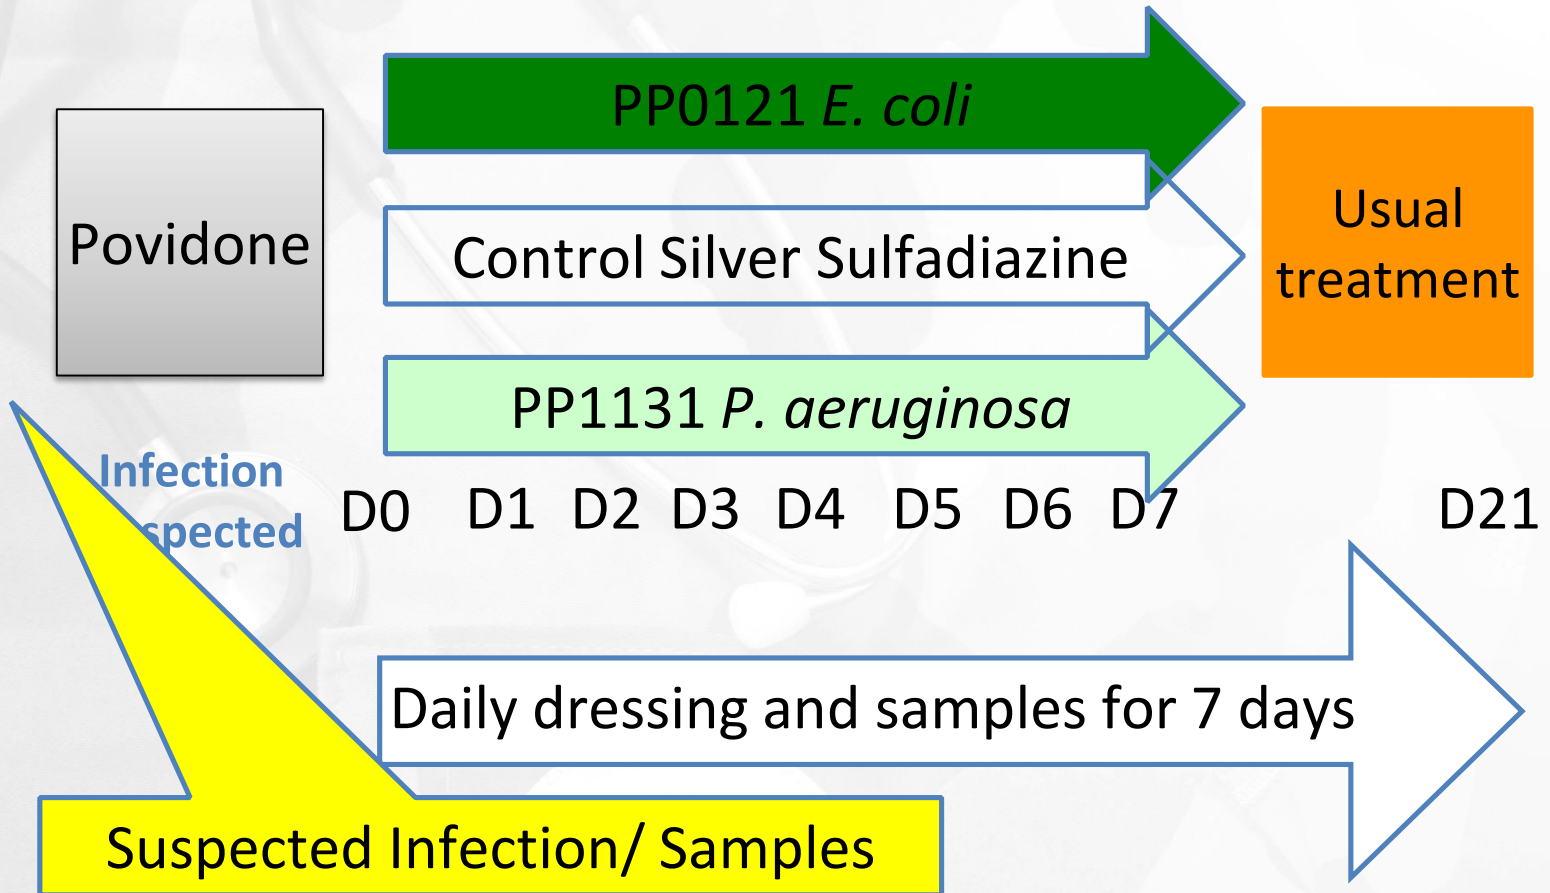 PP0121 E. coli
Povidone
Control Silver Sulfadiazine
Usual
treatment
PP1131 P. aeruginosa
Infection
spected
D0 D1 D2 D3 D4 D5 D6 D7 D21
Daily dressing and samples for 7 days
Suspected Infection/ Samples